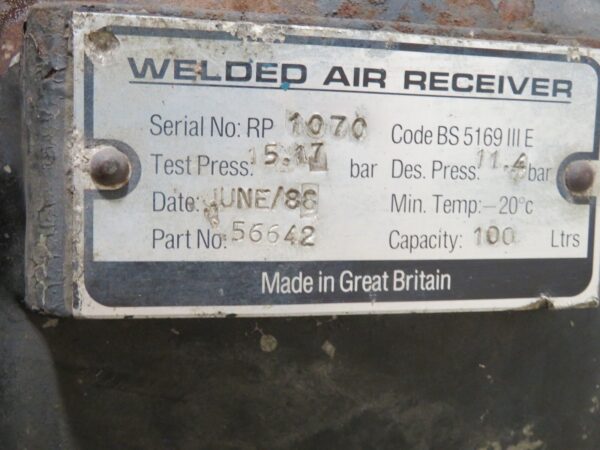 WELDED AIR RECEIVER
Serial No: RP 1070 Code BS 5169 III E
Test Press: 15.17 bar Des. Press: 11.4 bar
Date: JUNE/88 Min. Temp: -20°c
Part No: 56642 Capacity: 100 Ltrs
Made in Great Britain